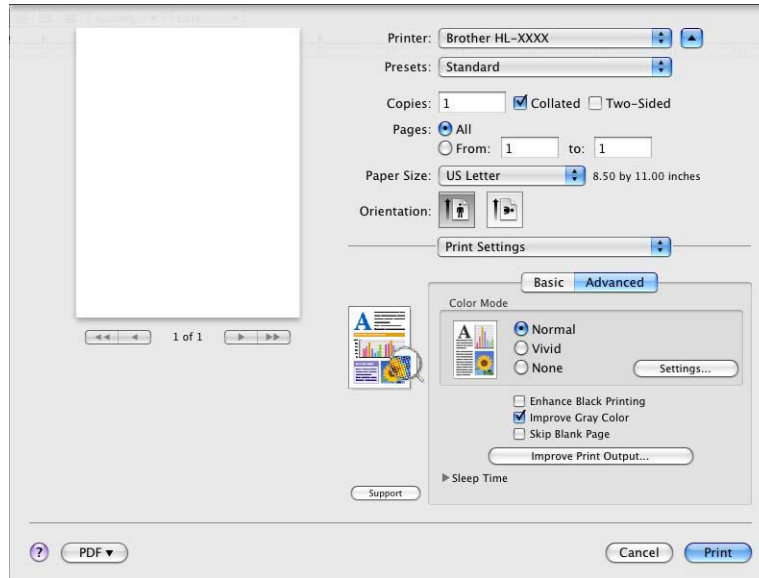 Printer: Brother HL-XXXX
Presets: Standard
Copies: 1 Collated Two-Sided
Pages: All
From: 1 to: 1
Paper Size: US Letter 8.50 by 11.00 inches
Orientation:
Print Settings
Basic Advanced
Color Mode
Normal
Vivid
None Settings...
Enhance Black Printing
Improve Gray Color
Skip Blank Page
Improve Print Output...
Sleep Time
Support
1 of 1
? PDF ▾ Cancel Print